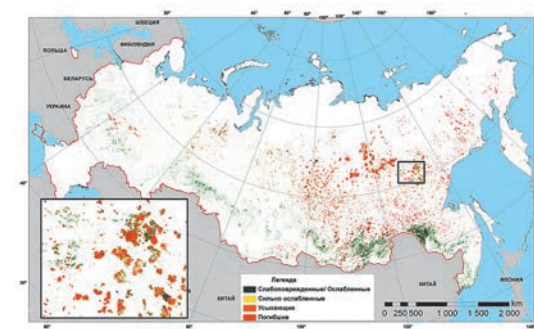 ШВЕЦИЯ
ФИНЛЯНДИЯ
ПОЛЬША
БЕЛАРУСЬ
УКРАИНА
Легенда
Слабоповрежденные/ Ослабленные
Сильно ослабленные
Усыхающие
Погибшие
КИТАЙ
КИТАЙ
ЯПОНИЯ
km
0 250 500 1 000 1 500 2 000